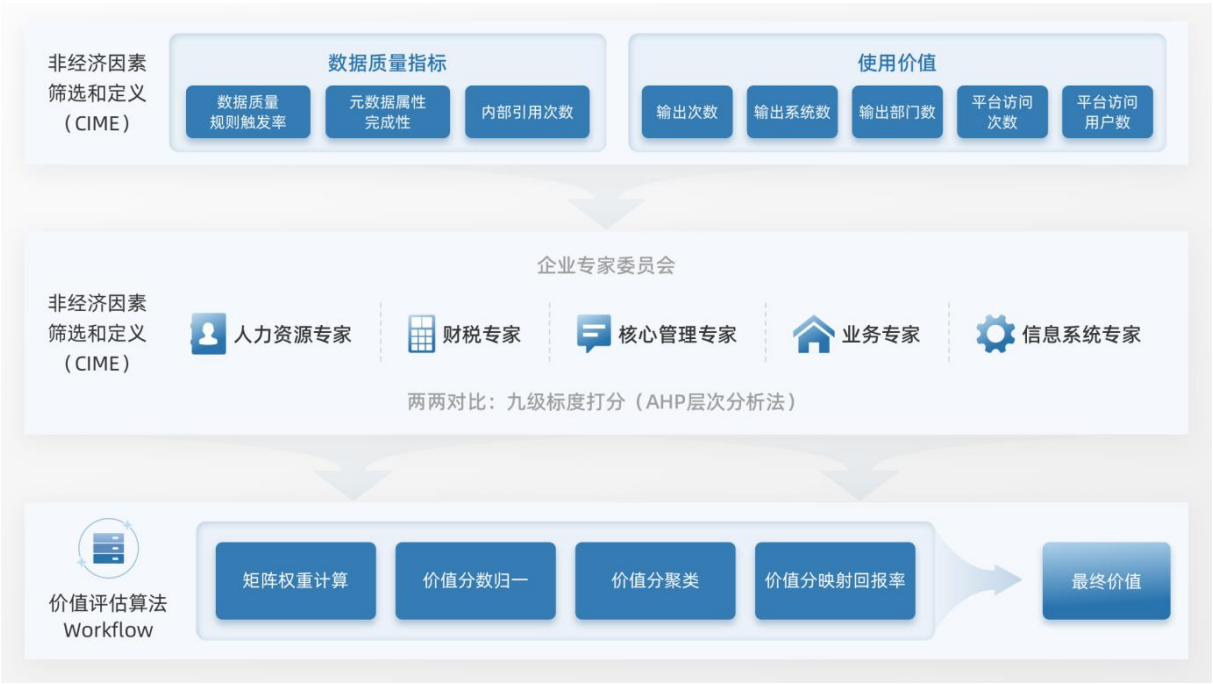 非经济因素
筛选和定义
（CIME）
数据质量指标
数据质量
规则触发率
元数据属性
完成性
内部引用次数
使用价值
输出次数
输出系统数
输出部门数
平台访问
次数
平台访问
用户数
企业专家委员会
非经济因素
筛选和定义
（CIME）
人力资源专家
财税专家
核心管理专家
业务专家
信息系统专家
两两对比：九级标度打分（AHP层次分析法）
价值评估算法
Workflow
矩阵权重计算
价值分数归一
价值分聚类
价值分映射回报率
最终价值